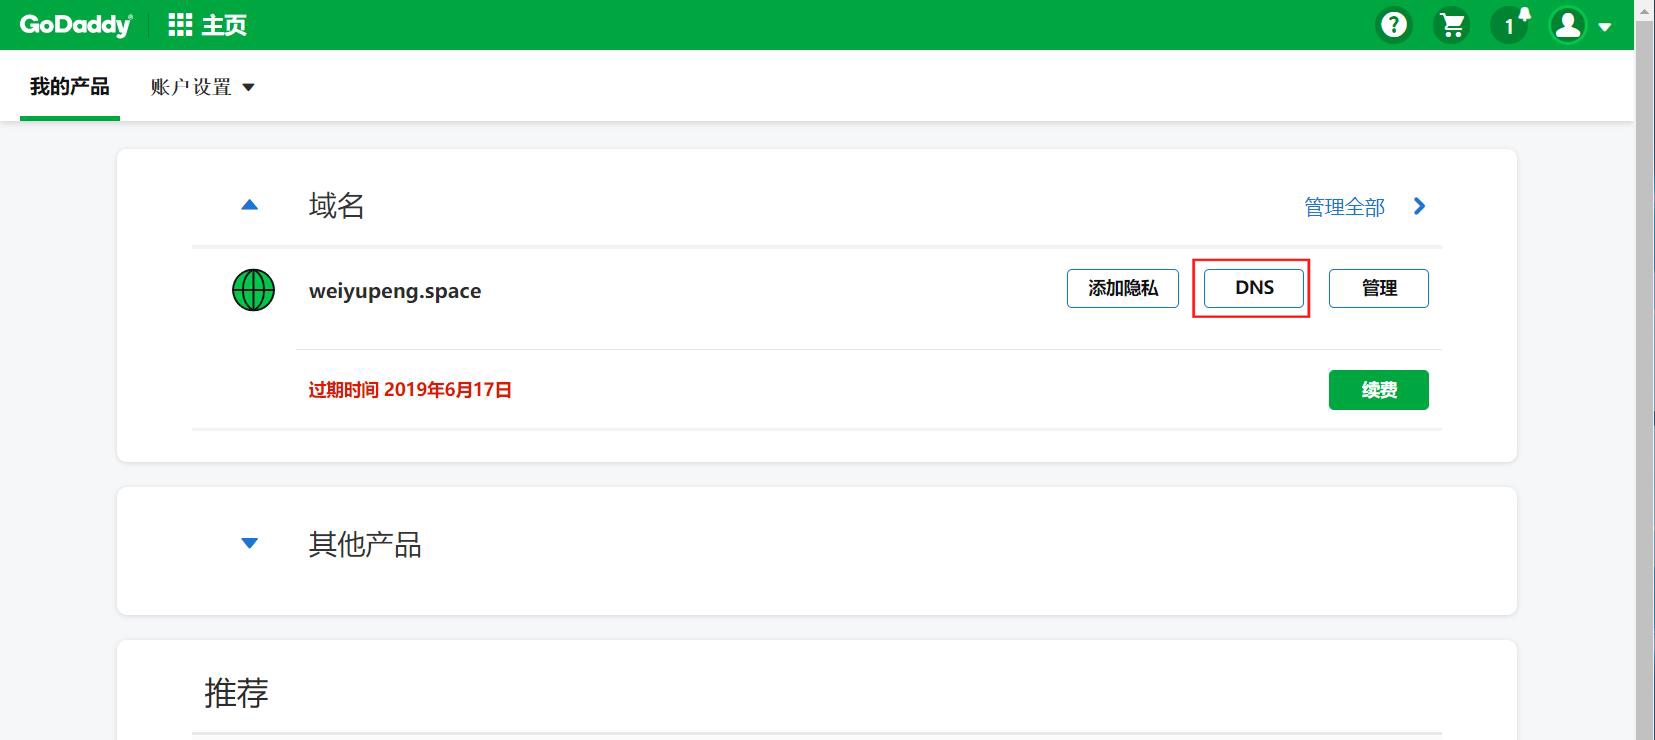 GoDaddy 主页 ? 1
我的产品 账户设置
域名 管理全部
weiyupeng.space 添加隐私 DNS 管理
过期时间 2019年6月17日 续费
其他产品
推荐